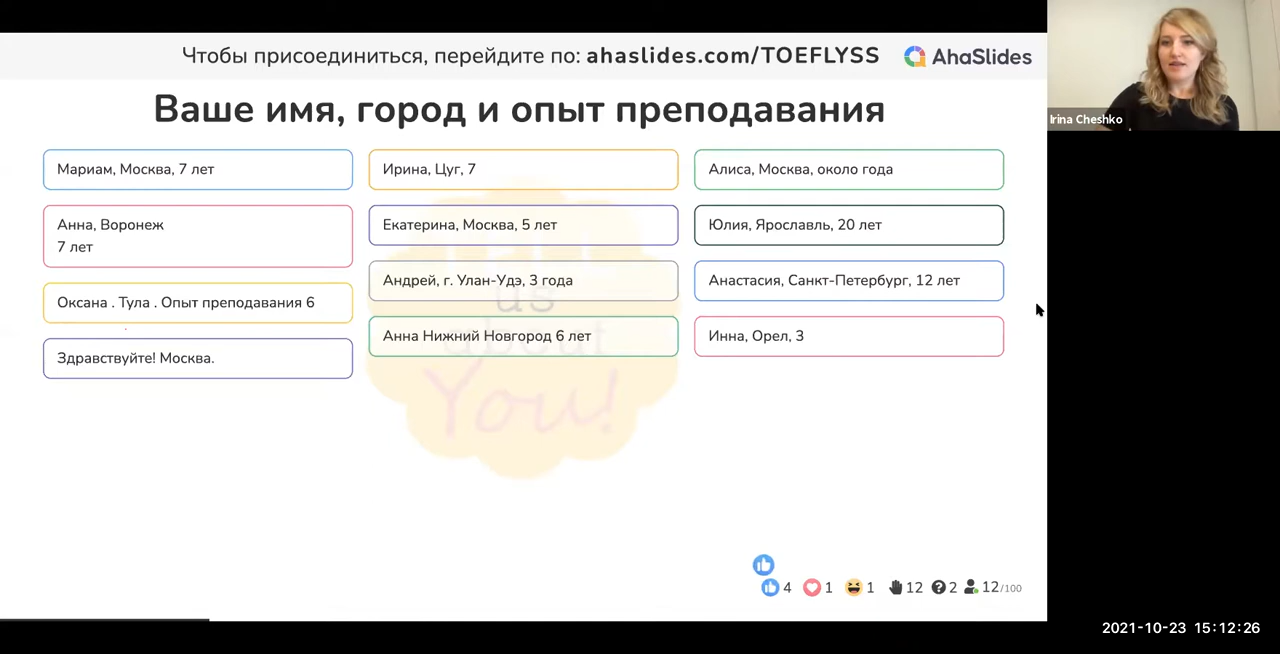 Чтобы присоединиться, перейдите по: ahaslides.com/TOEFLYSS AhaSlides
Irina Cheshko
Ваше имя, город и опыт преподавания
Мариам, Москва, 7 лет
Анна, Воронеж
7 лет
Оксана . Тула . Опыт преподавания 6
Здравствуйте! Москва.
Ирина, Цуг, 7
Екатерина, Москва, 5 лет
Андрей, г. Улан-Удэ, 3 года
Анна Нижний Новгород 6 лет
Алиса, Москва, около года
Юлия, Ярославль, 20 лет
Анастасия, Санкт-Петербург, 12 лет
Инна, Орел, 3
us
about
You!
4 1 1 12 2 12/100
2021-10-23 15:12:26